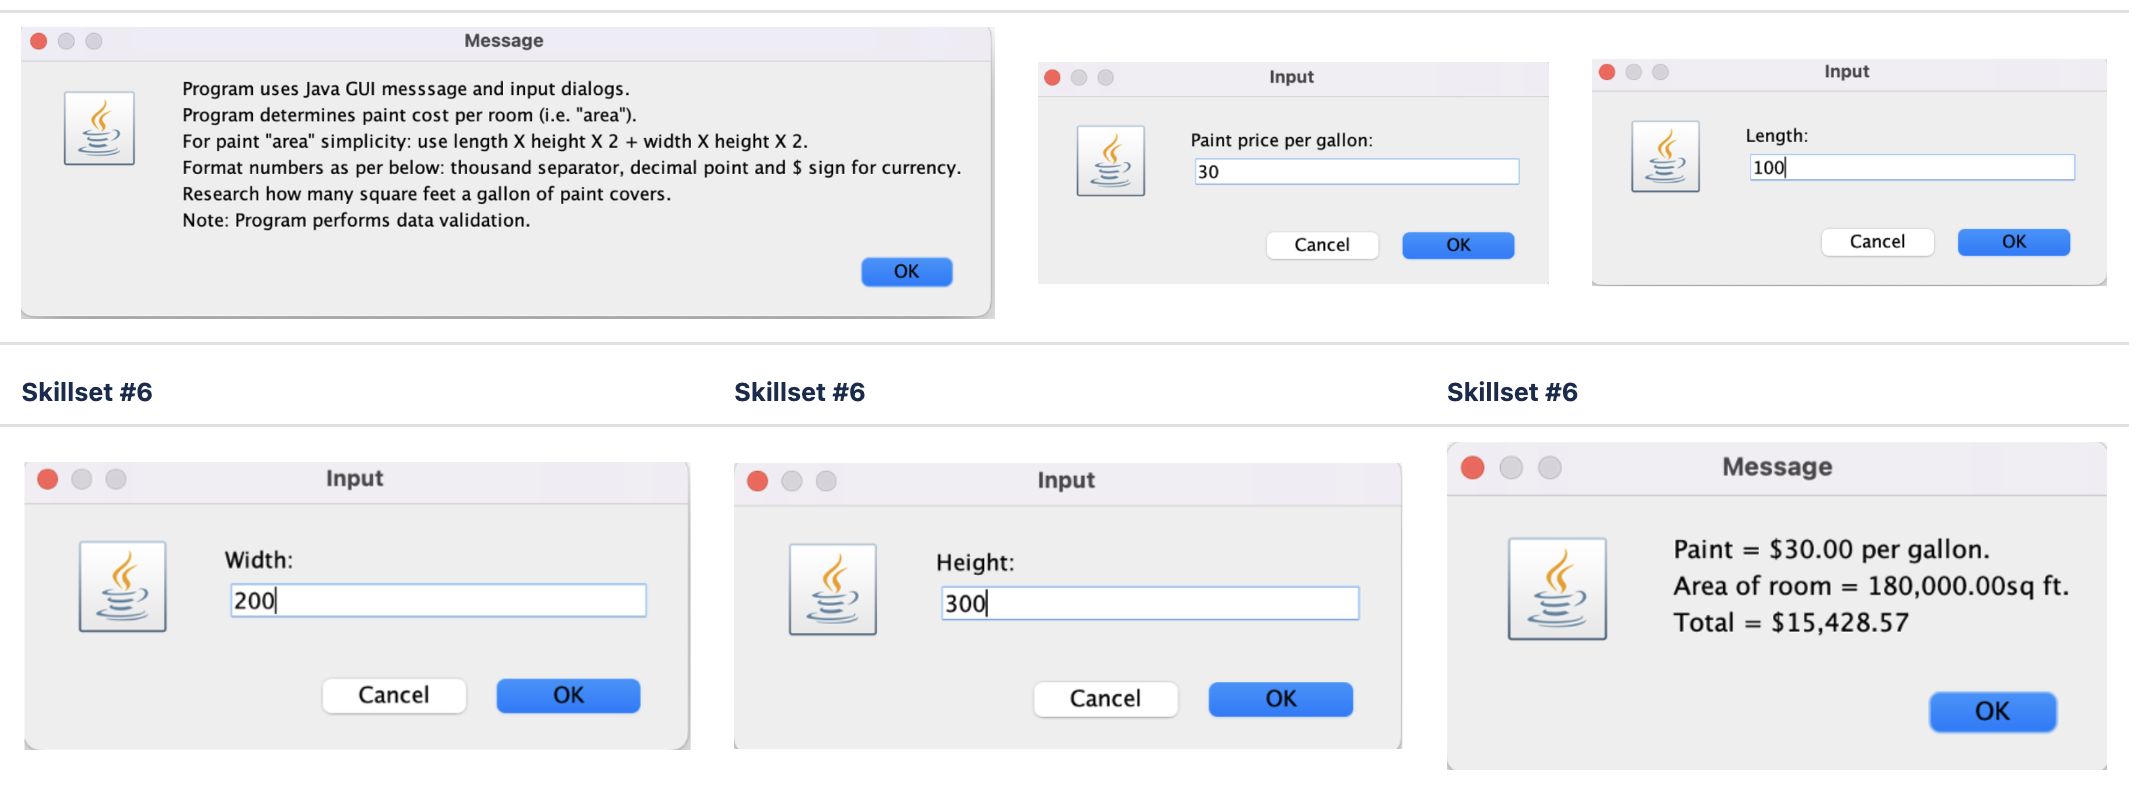 Message
Program uses Java GUI messsage and input dialogs.
Program determines paint cost per room (i.e. "area").
For paint "area" simplicity: use length X height X 2 + width X height X 2.
Format numbers as per below: thousand separator, decimal point and $ sign for currency.
Research how many square feet a gallon of paint covers.
Note: Program performs data validation.
OK
Input
Paint price per gallon:
30
Cancel
OK
Input
Length:
100
Cancel
OK
Skillset #6
Skillset #6
Skillset #6
Input
Width:
200
Cancel
OK
Input
Height:
300
Cancel
OK
Message
Paint = $30.00 per gallon.
Area of room = 180,000.00sq ft.
Total = $15,428.57
OK